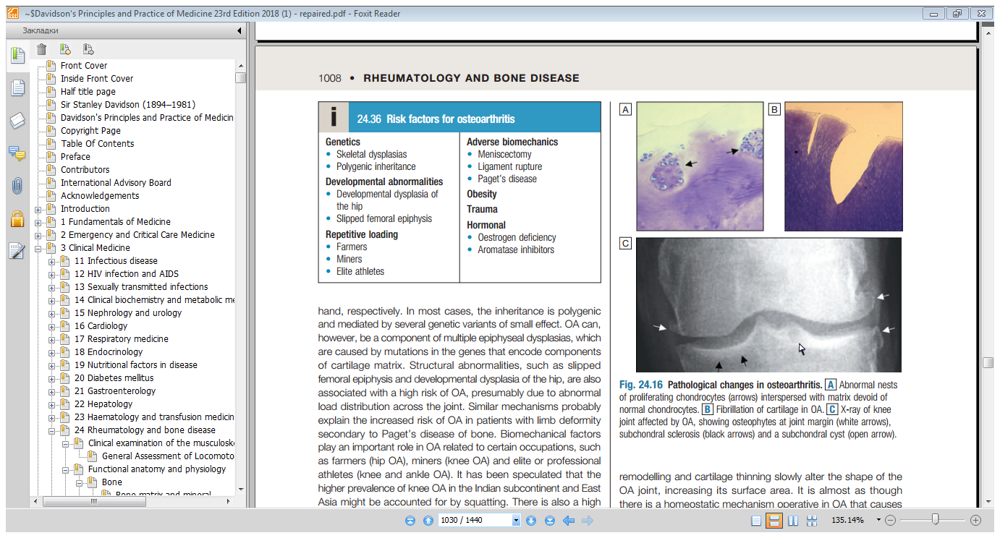 ~$Davidson's Principles and Practice of Medicine 23rd Edition 2018 (1) - repaired.pdf - Foxit Reader
Закладки
Front Cover
Inside Front Cover
Half title page
Sir Stanley Davidson (1894–1981)
Davidson's Principles and Practice of Medicin
Copyright Page
Table Of Contents
Preface
Contributors
International Advisory Board
Acknowledgements
Introduction
1 Fundamentals of Medicine
2 Emergency and Critical Care Medicine
3 Clinical Medicine
11 Infectious disease
12 HIV infection and AIDS
13 Sexually transmitted infections
14 Clinical biochemistry and metabolic me
15 Nephrology and urology
16 Cardiology
17 Respiratory medicine
18 Endocrinology
19 Nutritional factors in disease
20 Diabetes mellitus
21 Gastroenterology
22 Hepatology
23 Haematology and transfusion medicin
24 Rheumatology and bone disease
Clinical examination of the musculosk
General Assessment of Locomoto
Functional anatomy and physiology
Bone
Bone matrix and mineral
1008 • RHEUMATOLOGY AND BONE DISEASE
i 24.36 Risk factors for osteoarthritis
Genetics
• Skeletal dysplasias
• Polygenic inheritance
Developmental abnormalities
• Developmental dysplasia of
the hip
• Slipped femoral epiphysis
Repetitive loading
• Farmers
• Miners
• Elite athletes
Adverse biomechanics
• Meniscectomy
• Ligament rupture
• Paget's disease
Obesity
Trauma
Hormonal
• Oestrogen deficiency
• Aromatase inhibitors
hand, respectively. In most cases, the inheritance is polygenic
and mediated by several genetic variants of small effect. OA can,
however, be a component of multiple epiphyseal dysplasias, which
are caused by mutations in the genes that encode components
of cartilage matrix. Structural abnormalities, such as slipped
femoral epiphysis and developmental dysplasia of the hip, are also
associated with a high risk of OA, presumably due to abnormal
load distribution across the joint. Similar mechanisms probably
explain the increased risk of OA in patients with limb deformity
secondary to Paget's disease of bone. Biomechanical factors
play an important role in OA related to certain occupations, such
as farmers (hip OA), miners (knee OA) and elite or professional
athletes (knee and ankle OA). It has been speculated that the
higher prevalence of knee OA in the Indian subcontinent and East
Asia might be accounted for by squatting. There is also a high
A
B
C
Fig. 24.16 Pathological changes in osteoarthritis. A Abnormal nests
of proliferating chondrocytes (arrows) interspersed with matrix devoid of
normal chondrocytes. B Fibrillation of cartilage in OA. C X-ray of knee
joint affected by OA, showing osteophytes at joint margin (white arrows),
subchondral sclerosis (black arrows) and a subchondral cyst (open arrow).
remodelling and cartilage thinning slowly alter the shape of the
OA joint, increasing its surface area. It is almost as though
there is a homeostatic mechanism operative in OA that causes
1030 / 1440
135.14%